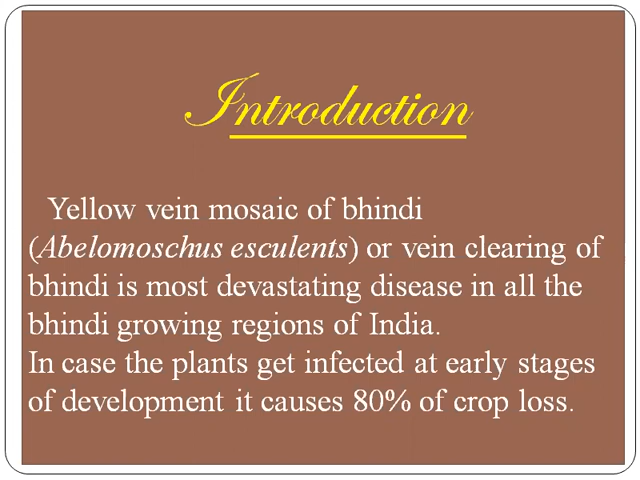 Introduction
Yellow vein mosaic of bhindi
(Abelomoschus esculents) or vein clearing of
bhindi is most devastating disease in all the
bhindi growing regions of India.
In case the plants get infected at early stages
of development it causes 80% of crop loss.